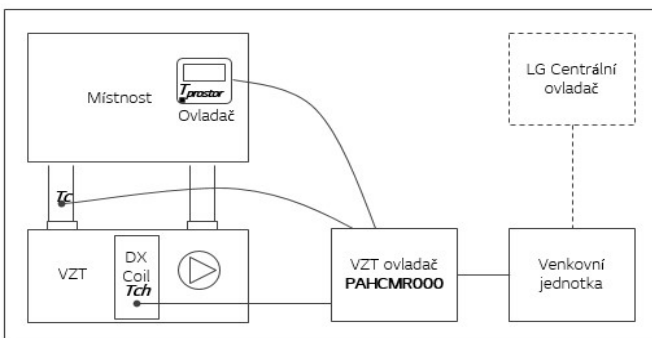 Místnost
Tprostor
Ovladač
LG Centrální
ovladač
Tc
VZT
DX
Coil
Tch
VZT ovladač
PAHCMR000
Venkovní
jednotka